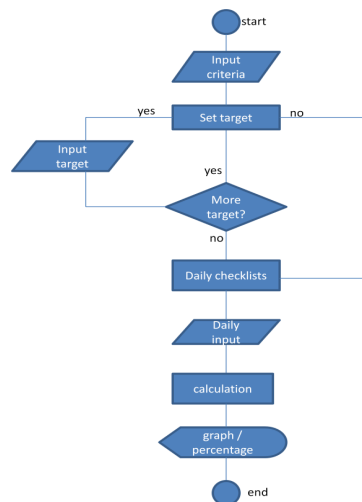 start
Input
criteria
yes
Set target
no
Input
target
yes
More
target?
no
Daily checklists
Daily
input
calculation
graph /
percentage
end